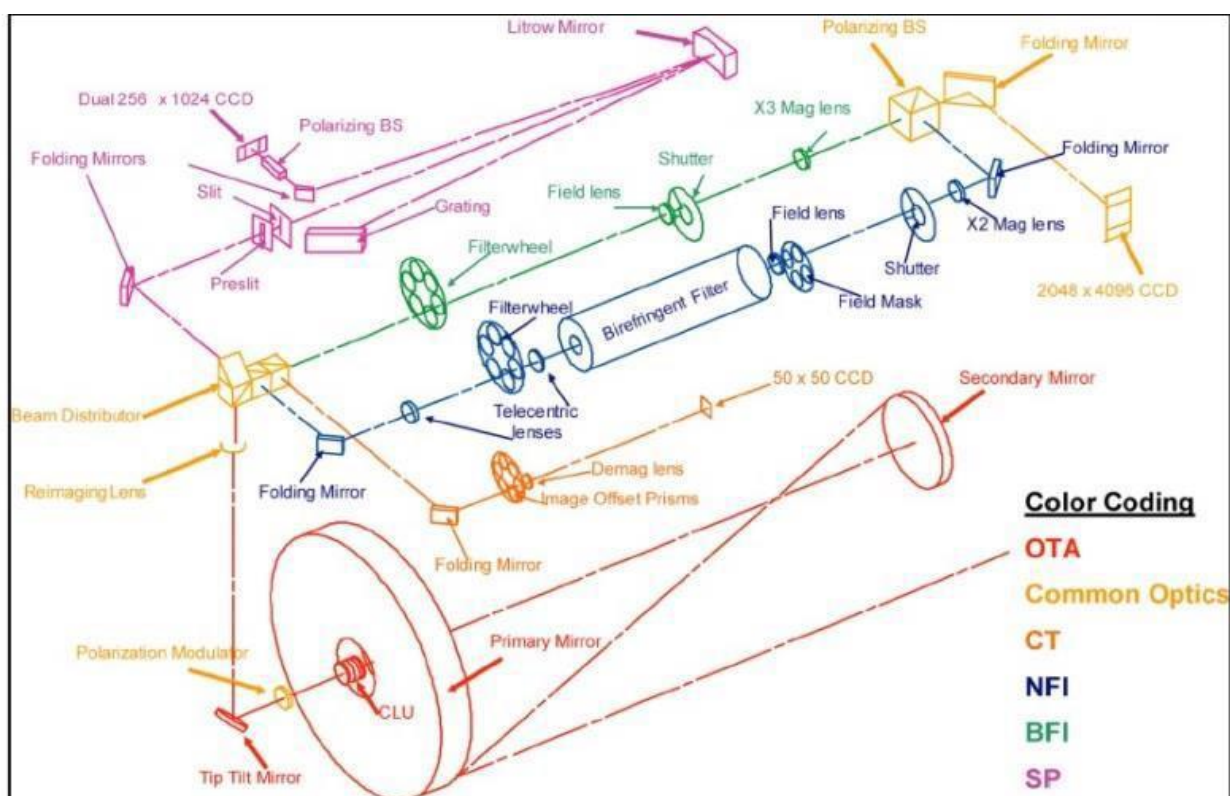 Litrow Mirror
Polarizing BS
Folding Mirror
Dual 256 x 1024 CCD
Polarizing BS
X3 Mag lens
Folding Mirrors
Shutter
Folding Mirror
Slit
Field lens
Grating
Field lens
X2 Mag lens
Filterwheel
Preslit
Shutter
Filterwheel
Field Mask
2048 x 4096 CCD
Birefringent Filter
50 x 50 CCD
Secondary Mirror
Beam Distributor
Telecentric
lenses
Demag lens
Reimaging Lens
Folding Mirror
Image Offset Prisms
Color Coding
OTA
Folding Mirror
Common Optics
Polarization Modulator
Primary Mirror
CT
NFI
CLU
BFI
Tip Tilt Mirror
SP